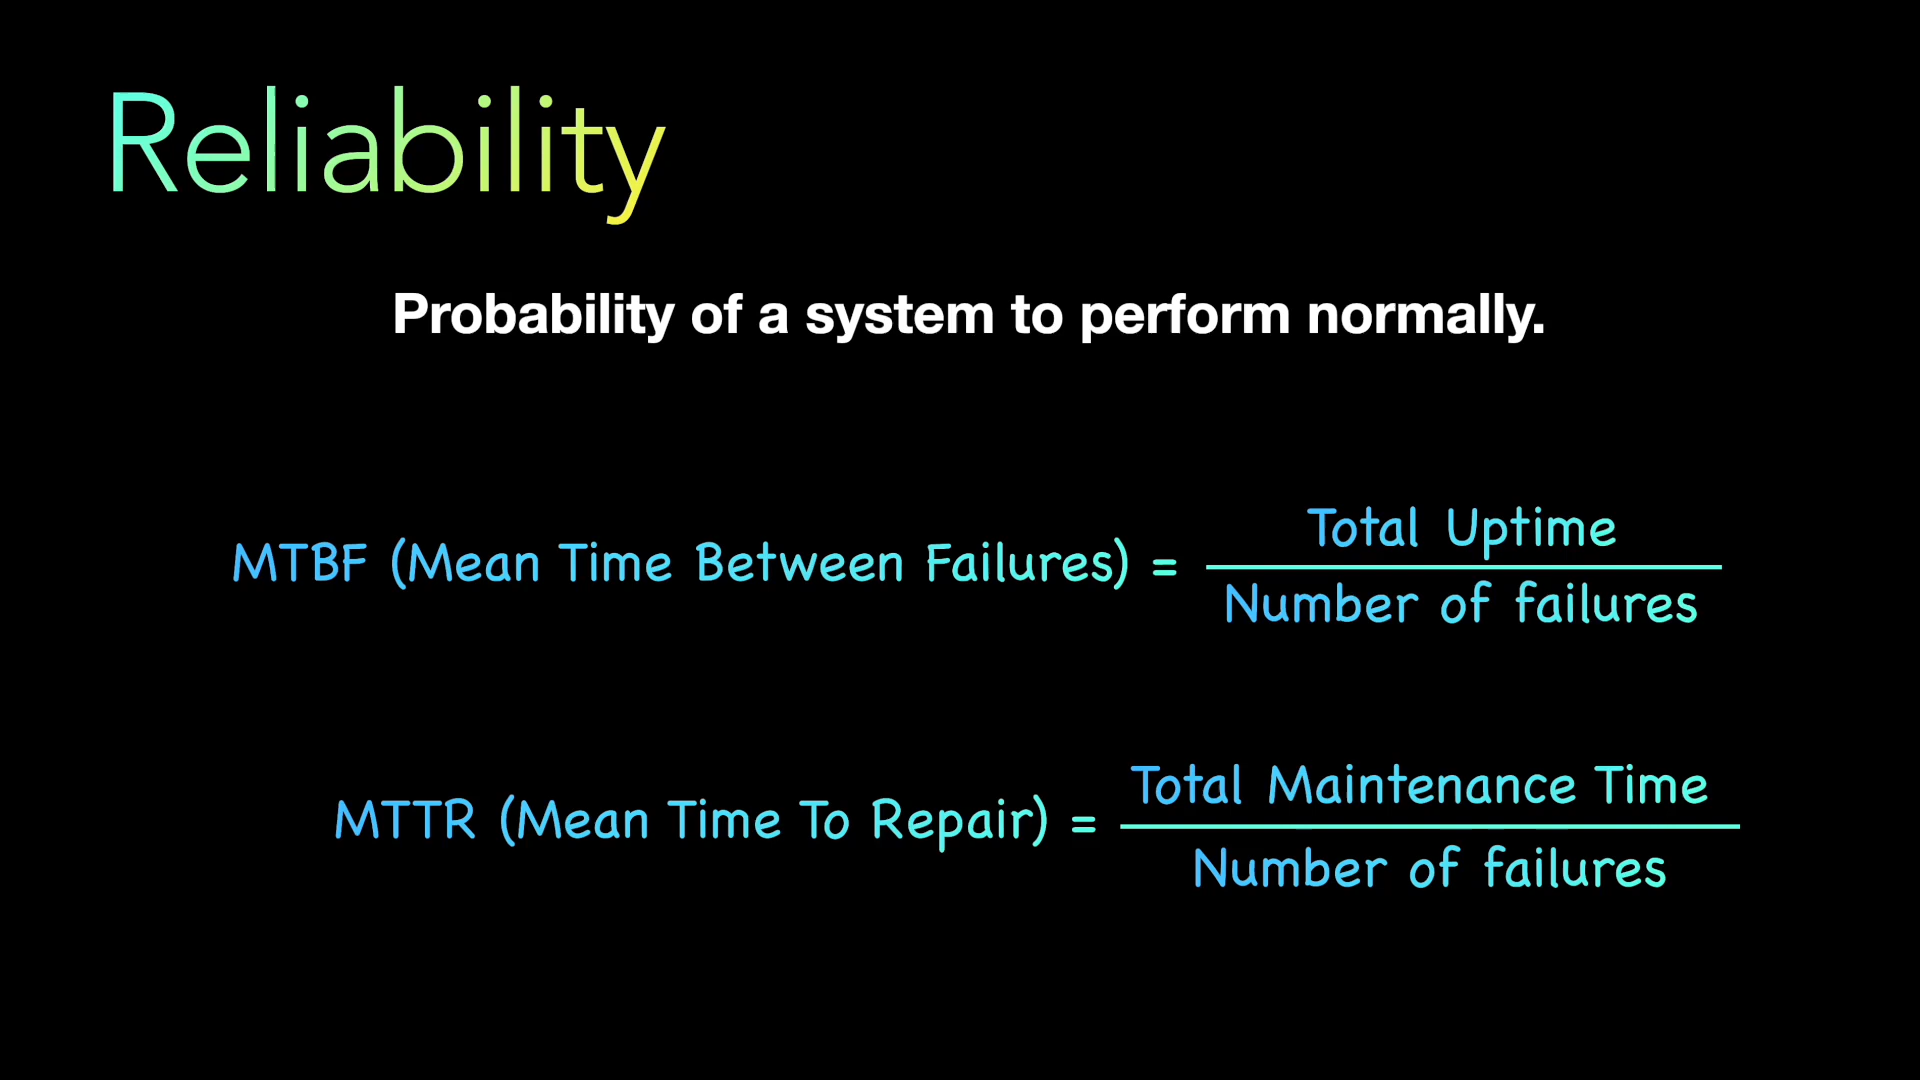 Reliability
Probability of a system to perform normally.
MTBF (Mean Time Between Failures) =
Total Uptime
Number of failures
MTTR (Mean Time To Repair) =
Total Maintenance Time
Number of failures